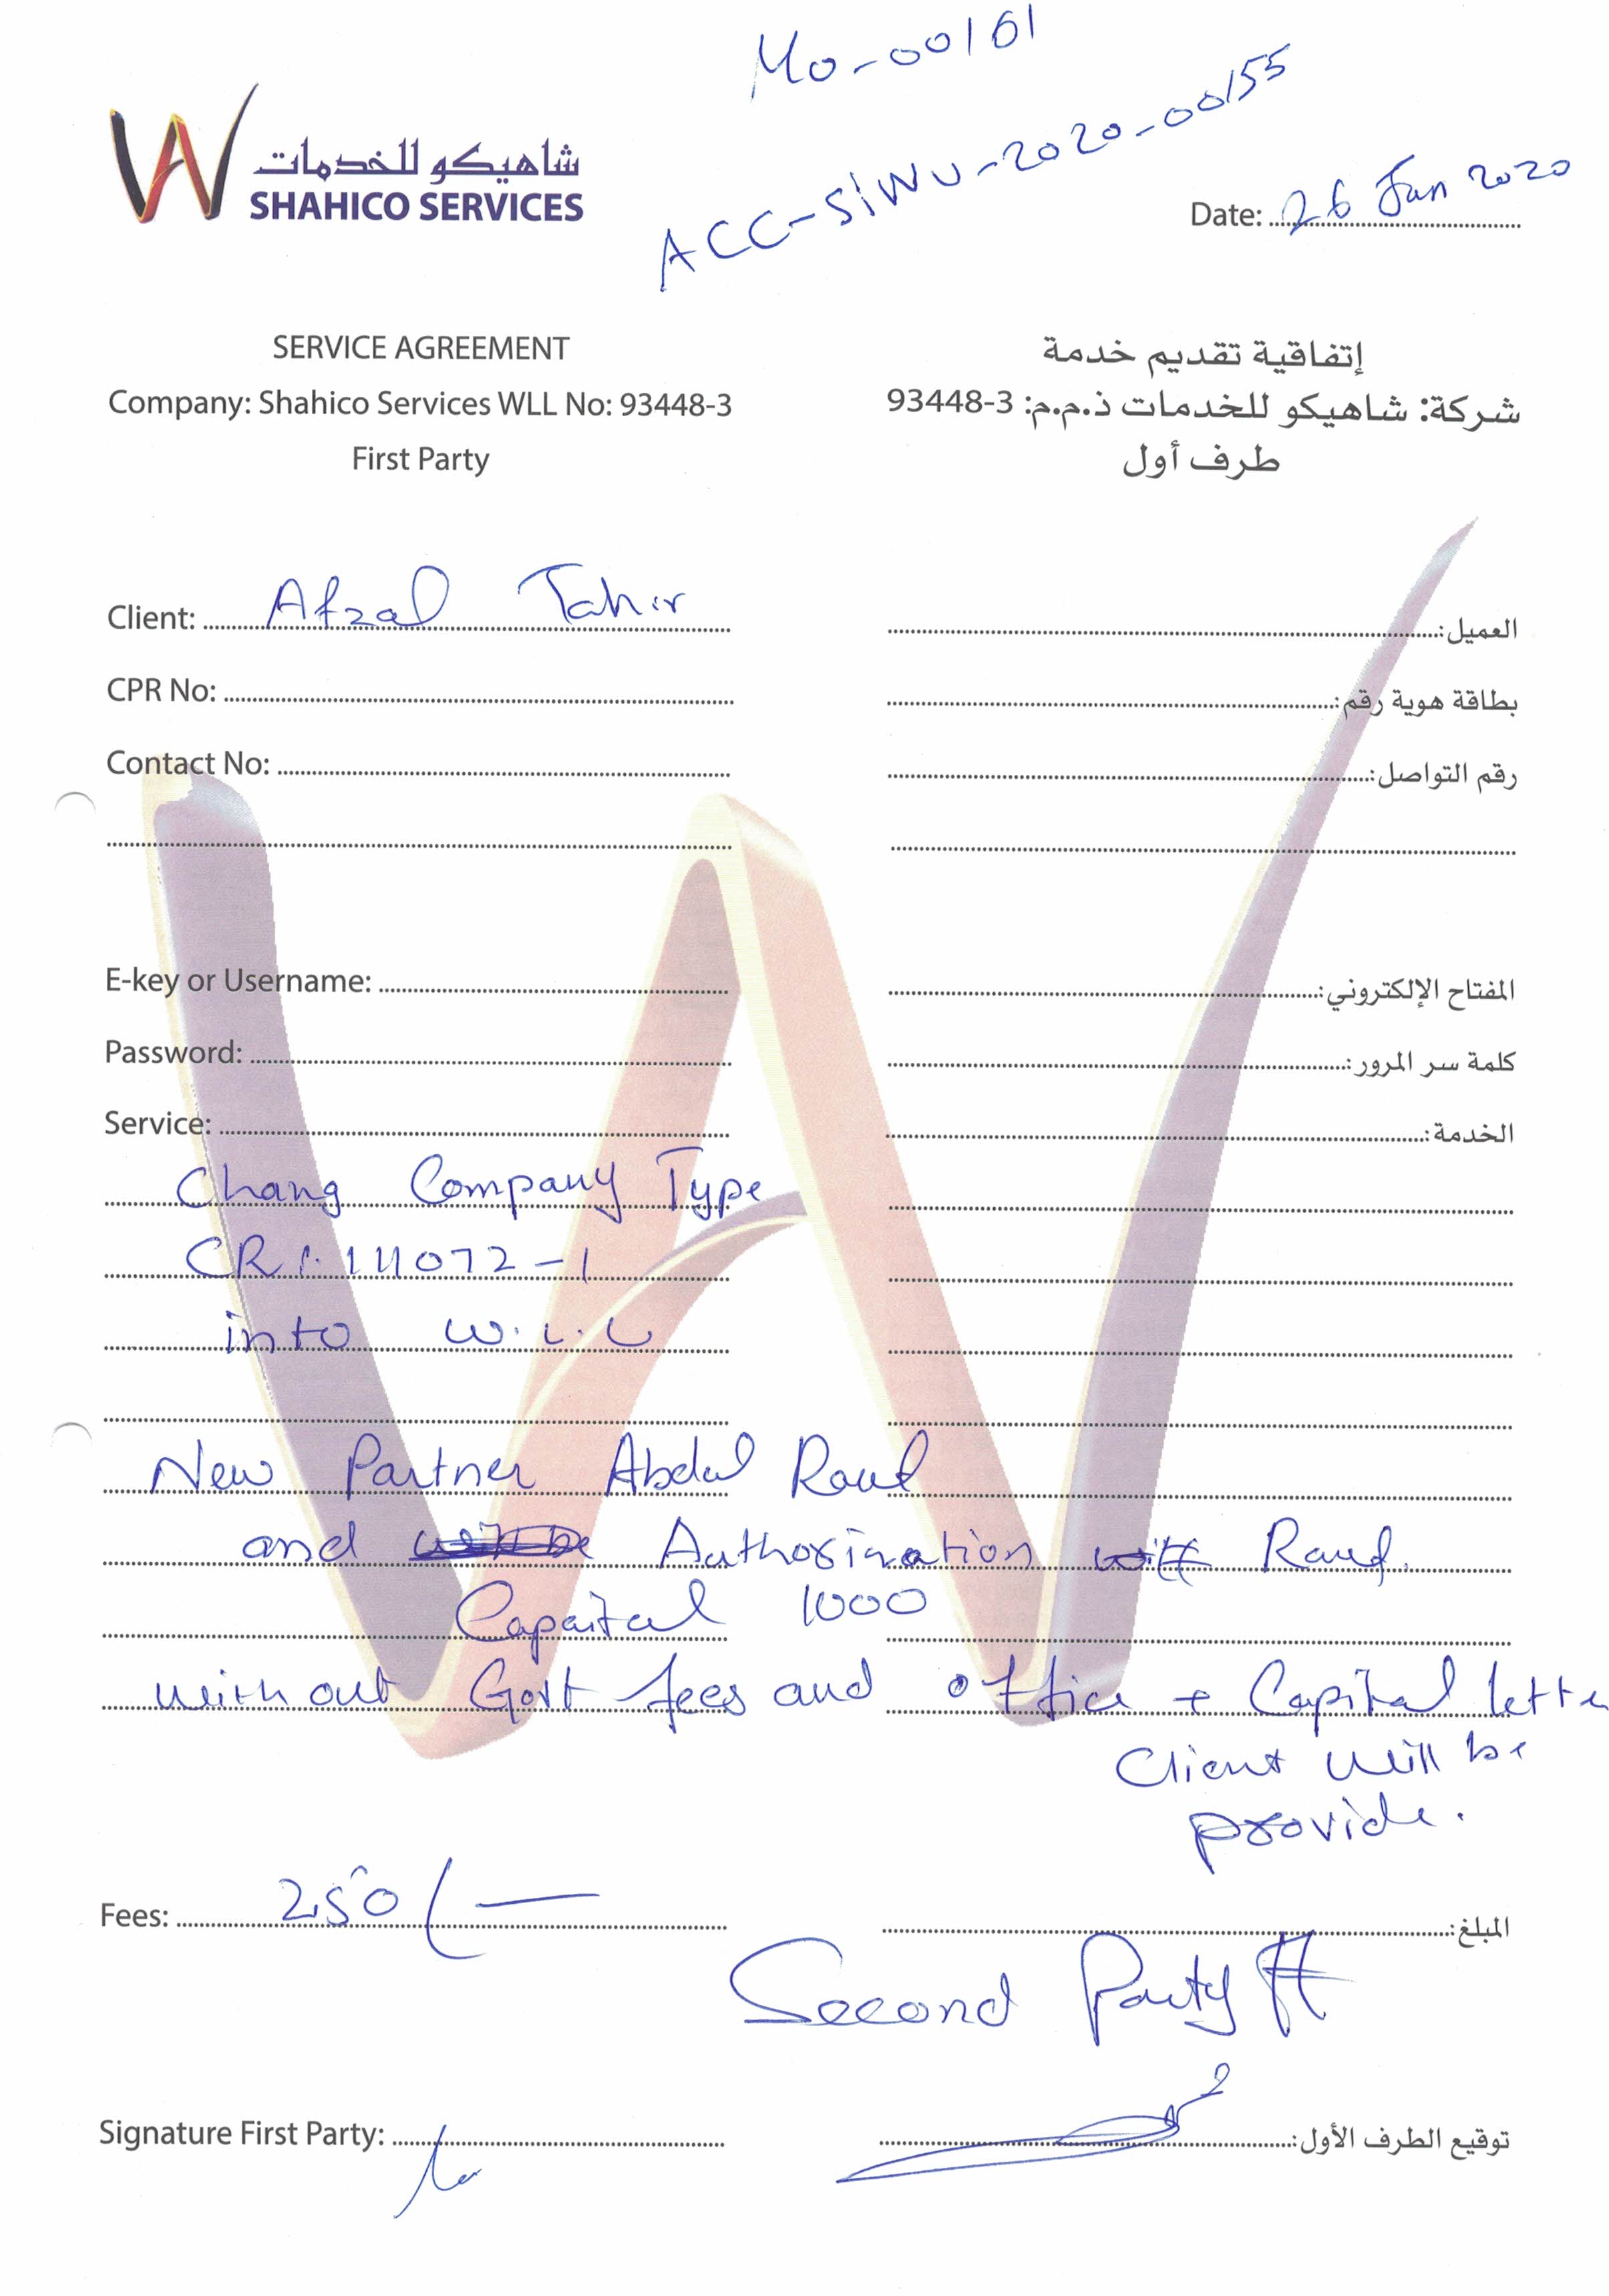 Mo-00161
ACC-SINV-2020-00155
شاهيكو للخدمات
SHAHICO SERVICES
Date: 26 Jan 2020
SERVICE AGREEMENT
إتفاقية تقديم خدمة
Company: Shahico Services WLL No: 93448-3
شركة: شاهيكو للخدمات ذ.م.م: 3-93448
First Party
طرف أول
Client: Afzal Tahir
العميل:
CPR No:
بطاقة هوية رقم:
Contact No:
رقم التواصل:
E-key or Username:
المفتاح الإلكتروني:
Password:
كلمة سر المرور:
Service:
الخدمة:
Chang Company Type
CR 114072-1
into W.L.L
New Partner Abdul Rauf
and Authorization with Rauf.
Capaital 1000
with out Govt fees and office + Capital lette
Client will be
provide.
Fees: 250/-
المبلغ:
Second Party
Signature First Party:
توقيع الطرف الأول: